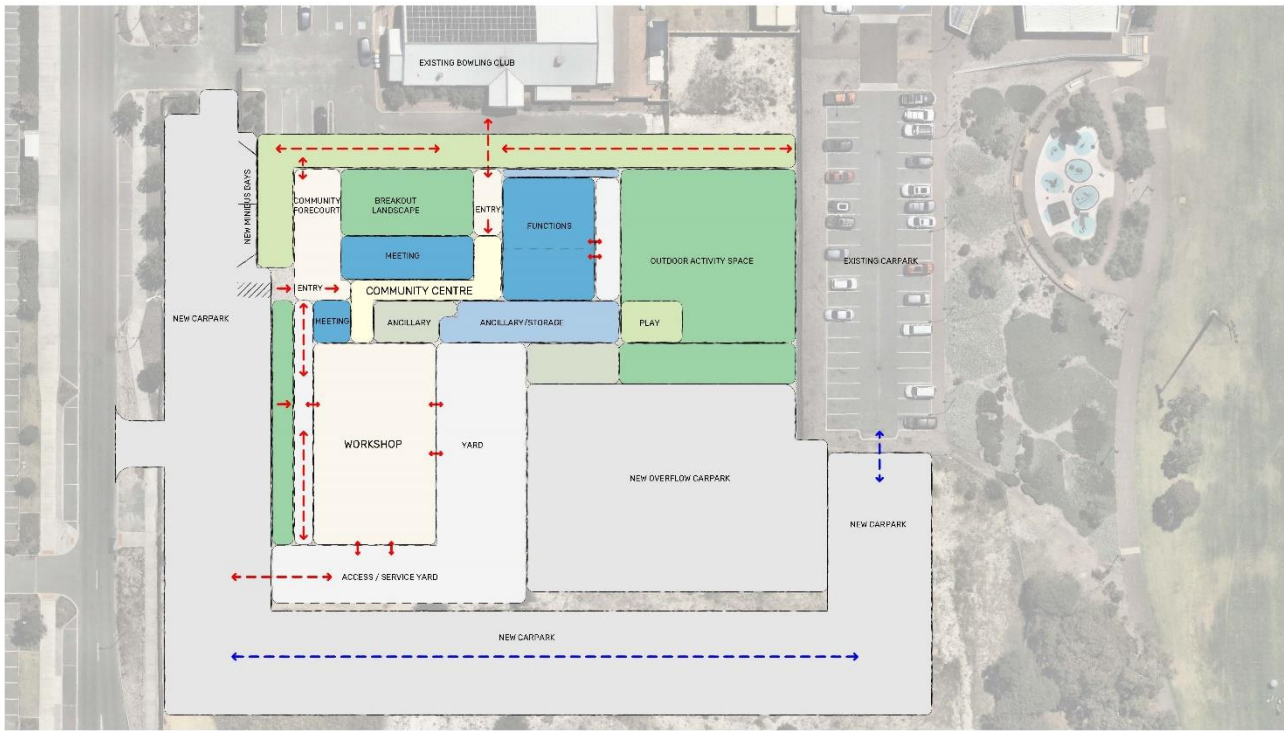 EXISTING BOWLING CLUB
NEW MINIBUS DAYS
COMMUNITY
FORECOURT
BREAKOUT
LANDSCAPE
ENTRY
FUNCTIONS
MEETING
OUTDOOR ACTIVITY SPACE
EXISTING CARPARK
ENTRY
COMMUNITY CENTRE
NEW CARPARK
MEETING
ANCILLARY
ANCILLARY/STORAGE
PLAY
WORKSHOP
YARD
NEW OVERFLOW CARPARK
NEW CARPARK
ACCESS / SERVICE YARD
NEW CARPARK